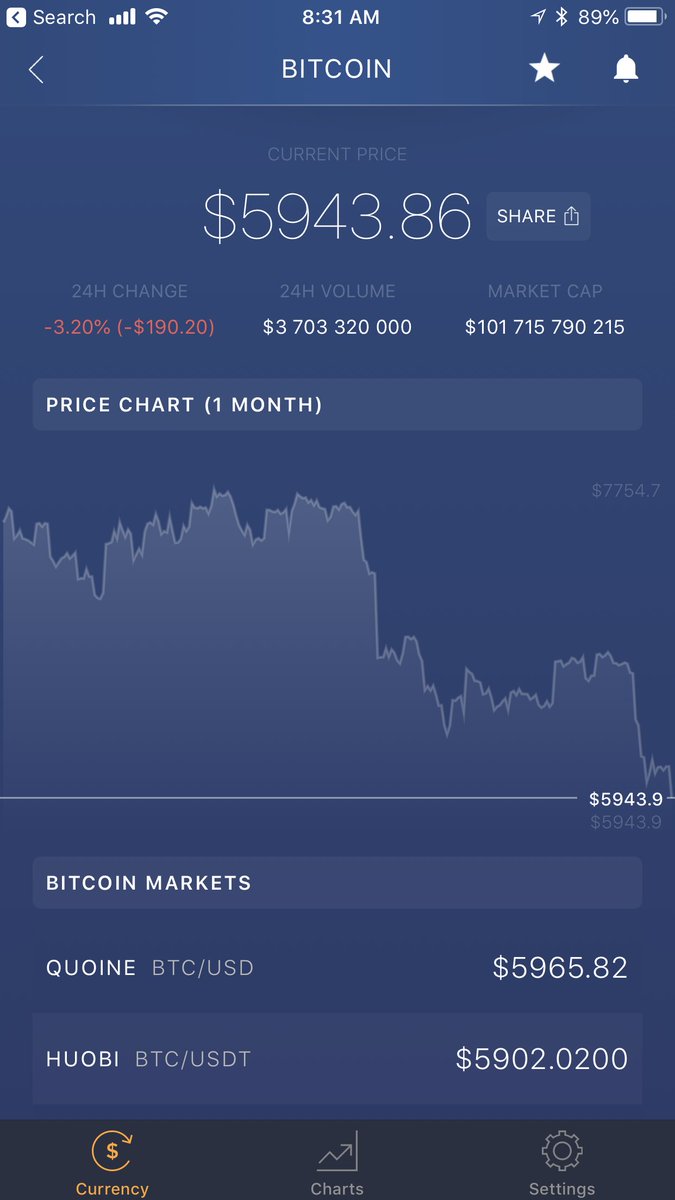 Search 8:31 AM 89%
BITCOIN
CURRENT PRICE
$5943.86 SHARE
24H CHANGE 24H VOLUME MARKET CAP
-3.20% (-$190.20) $3 703 320 000 $101 715 790 215
PRICE CHART (1 MONTH)
$7754.7
$5943.9
$5943.9
BITCOIN MARKETS
QUOINE BTC/USD $5965.82
HUOBI BTC/USDT $5902.0200
$
Currency Charts Settings